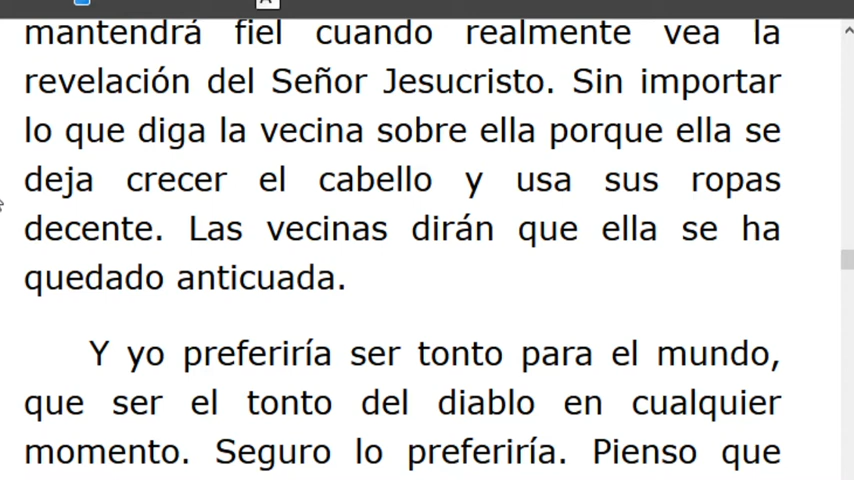 mantendrá fiel cuando realmente vea la
revelación del Señor Jesucristo. Sin importar
lo que diga la vecina sobre ella porque ella se
deja crecer el cabello y usa sus ropas
decente. Las vecinas dirán que ella se ha
quedado anticuada.
Y yo preferiría ser tonto para el mundo,
que ser el tonto del diablo en cualquier
momento. Seguro lo preferiría. Pienso que